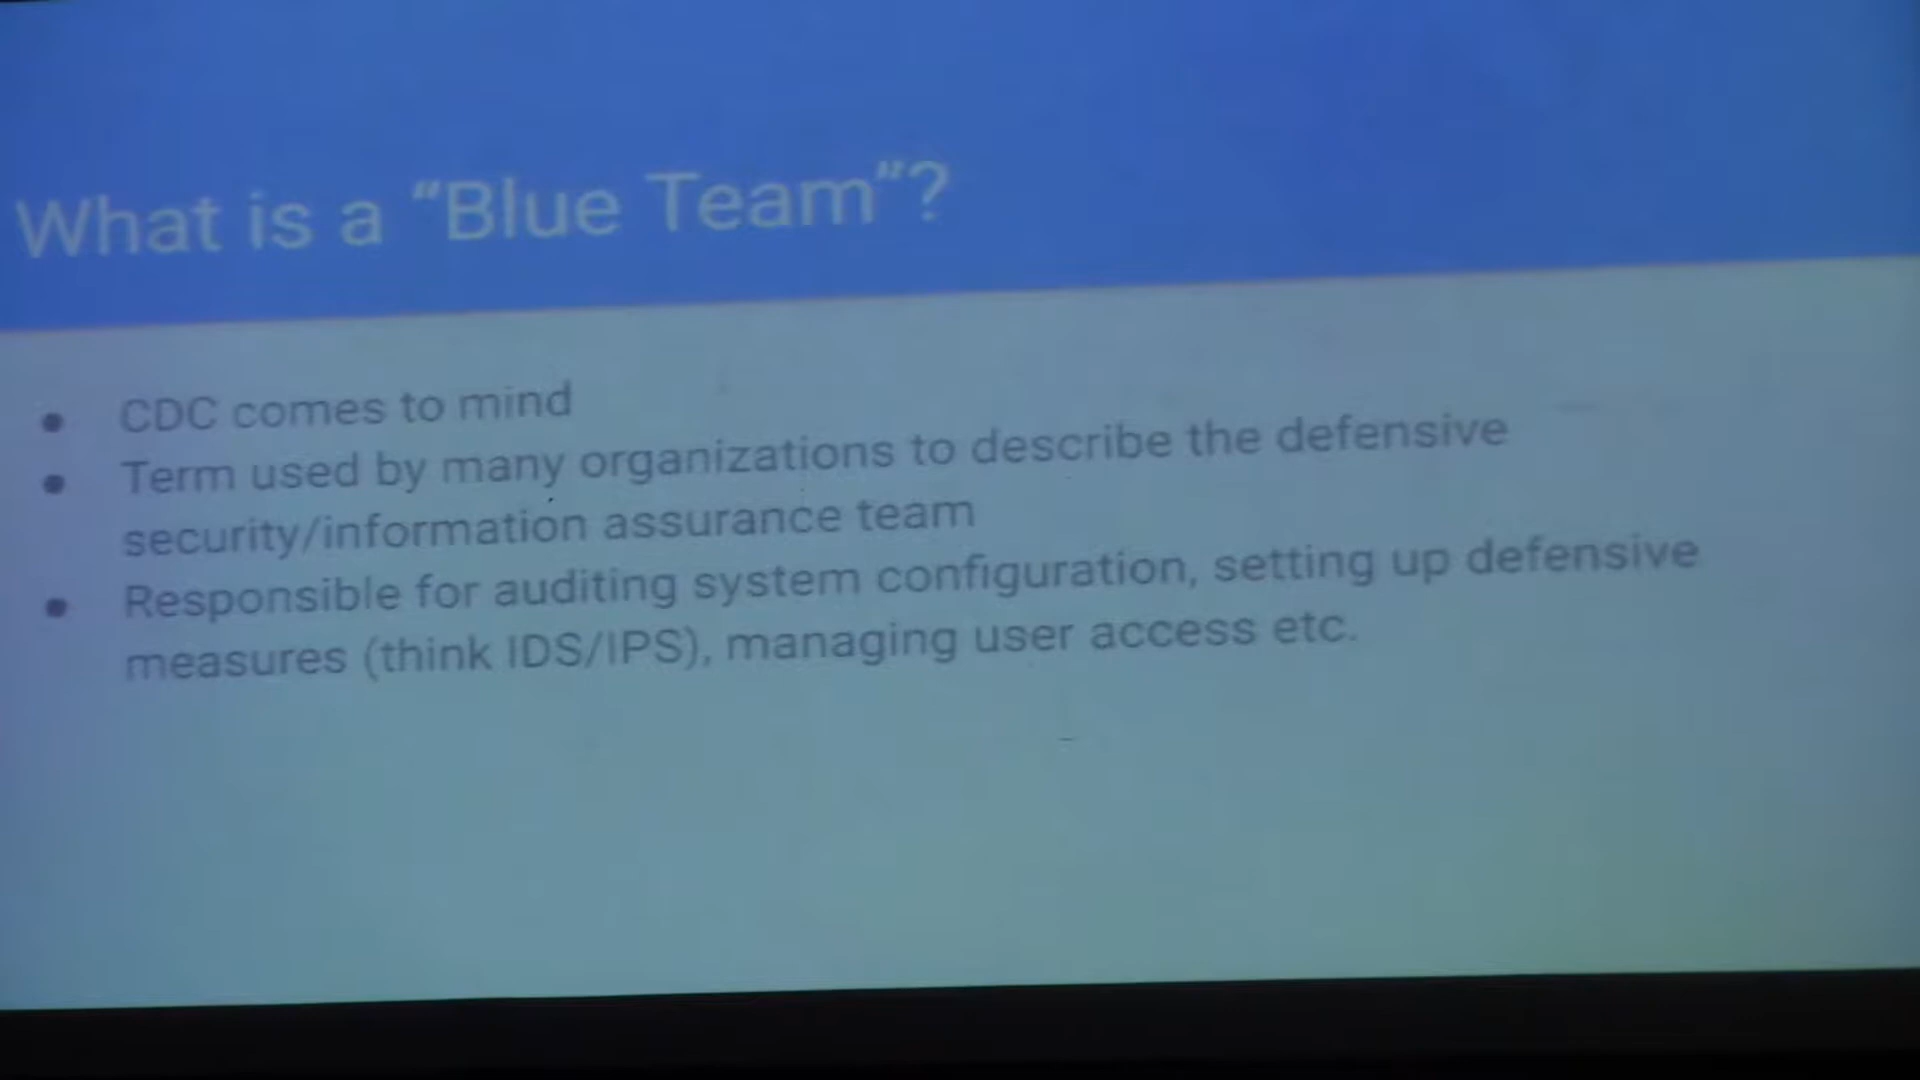 What is a “Blue Team”?
● CDC comes to mind
● Term used by many organizations to describe the defensive
security/information assurance team
● Responsible for auditing system configuration, setting up defensive
measures (think IDS/IPS), managing user access etc.